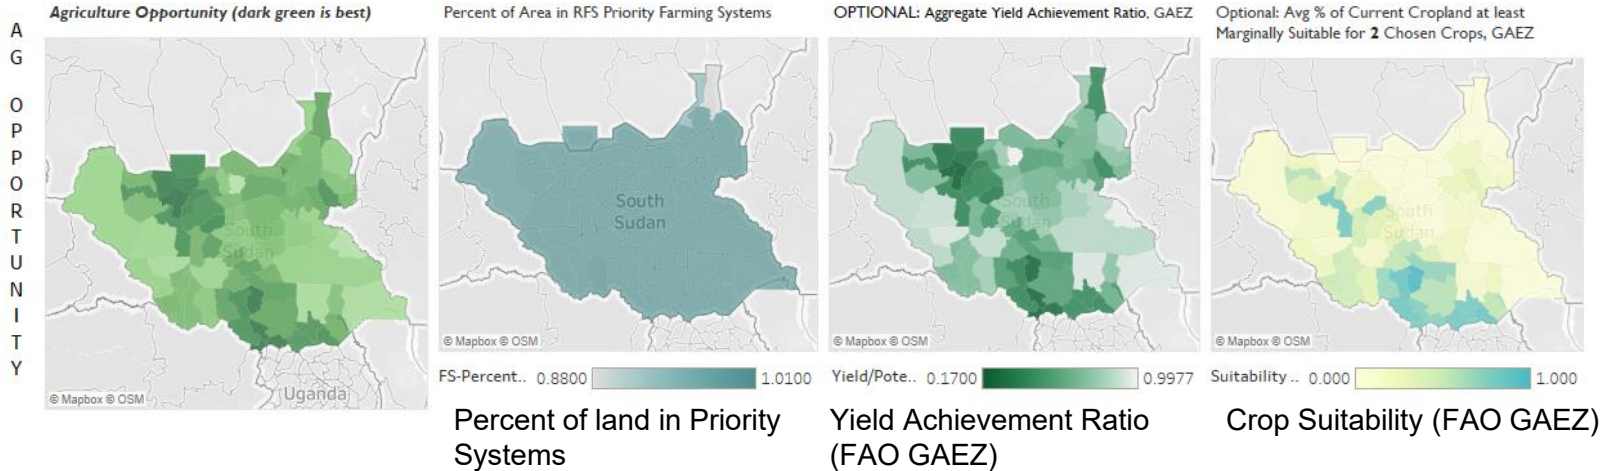 AG OPPORTUNITY
Agriculture Opportunity (dark green is best)
South
Sudan
Uganda
© Mapbox © OSM
Percent of Area in RFS Priority Farming Systems
South
Sudan
© Mapbox © OSM
FS-Percent.. 0.8800 1.0100
Percent of land in Priority
Systems
OPTIONAL: Aggregate Yield Achievement Ratio, GAEZ
South
Sudan
© Mapbox © OSM
Yield/Pote.. 0.1700 0.9977
Yield Achievement Ratio
(FAO GAEZ)
Optional: Avg % of Current Cropland at least
Marginally Suitable for 2 Chosen Crops, GAEZ
South
Sudan
© Mapbox © OSM
Suitability .. 0.000 1.000
Crop Suitability (FAO GAEZ)